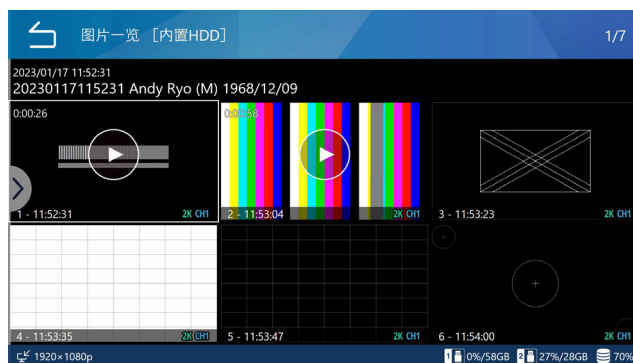 图片一览 [内置HDD]
1/7
2023/01/17 11:52:31
20230117115231 Andy Ryo (M) 1968/12/09
0:00:26
0:00:58
1 - 11:52:31
2K CH1
2 - 11:53:04
2K CH1
3 - 11:53:23
2K CH1
4 - 11:53:35
2K CH1
5 - 11:53:47
2K CH1
6 - 11:54:00
2K CH1
1920×1080p
1 0%/58GB
2 27%/28GB
70%